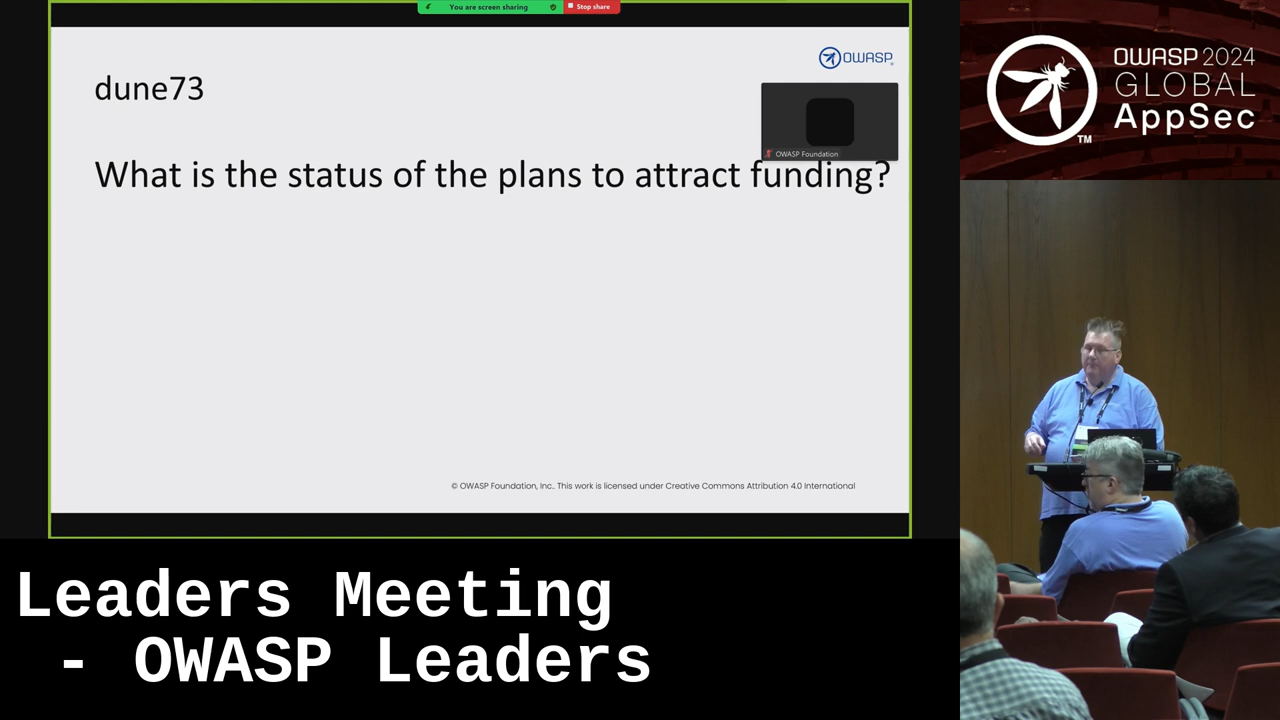 You are screen sharing
Stop share
OWASP
dune73
OWASP Foundation
What is the status of the plans to attract funding?
© OWASP Foundation, Inc.. This work is licensed under Creative Commons Attribution 4.0 International
OWASP 2024
GLOBAL
AppSec
TM
Leaders Meeting
- OWASP Leaders